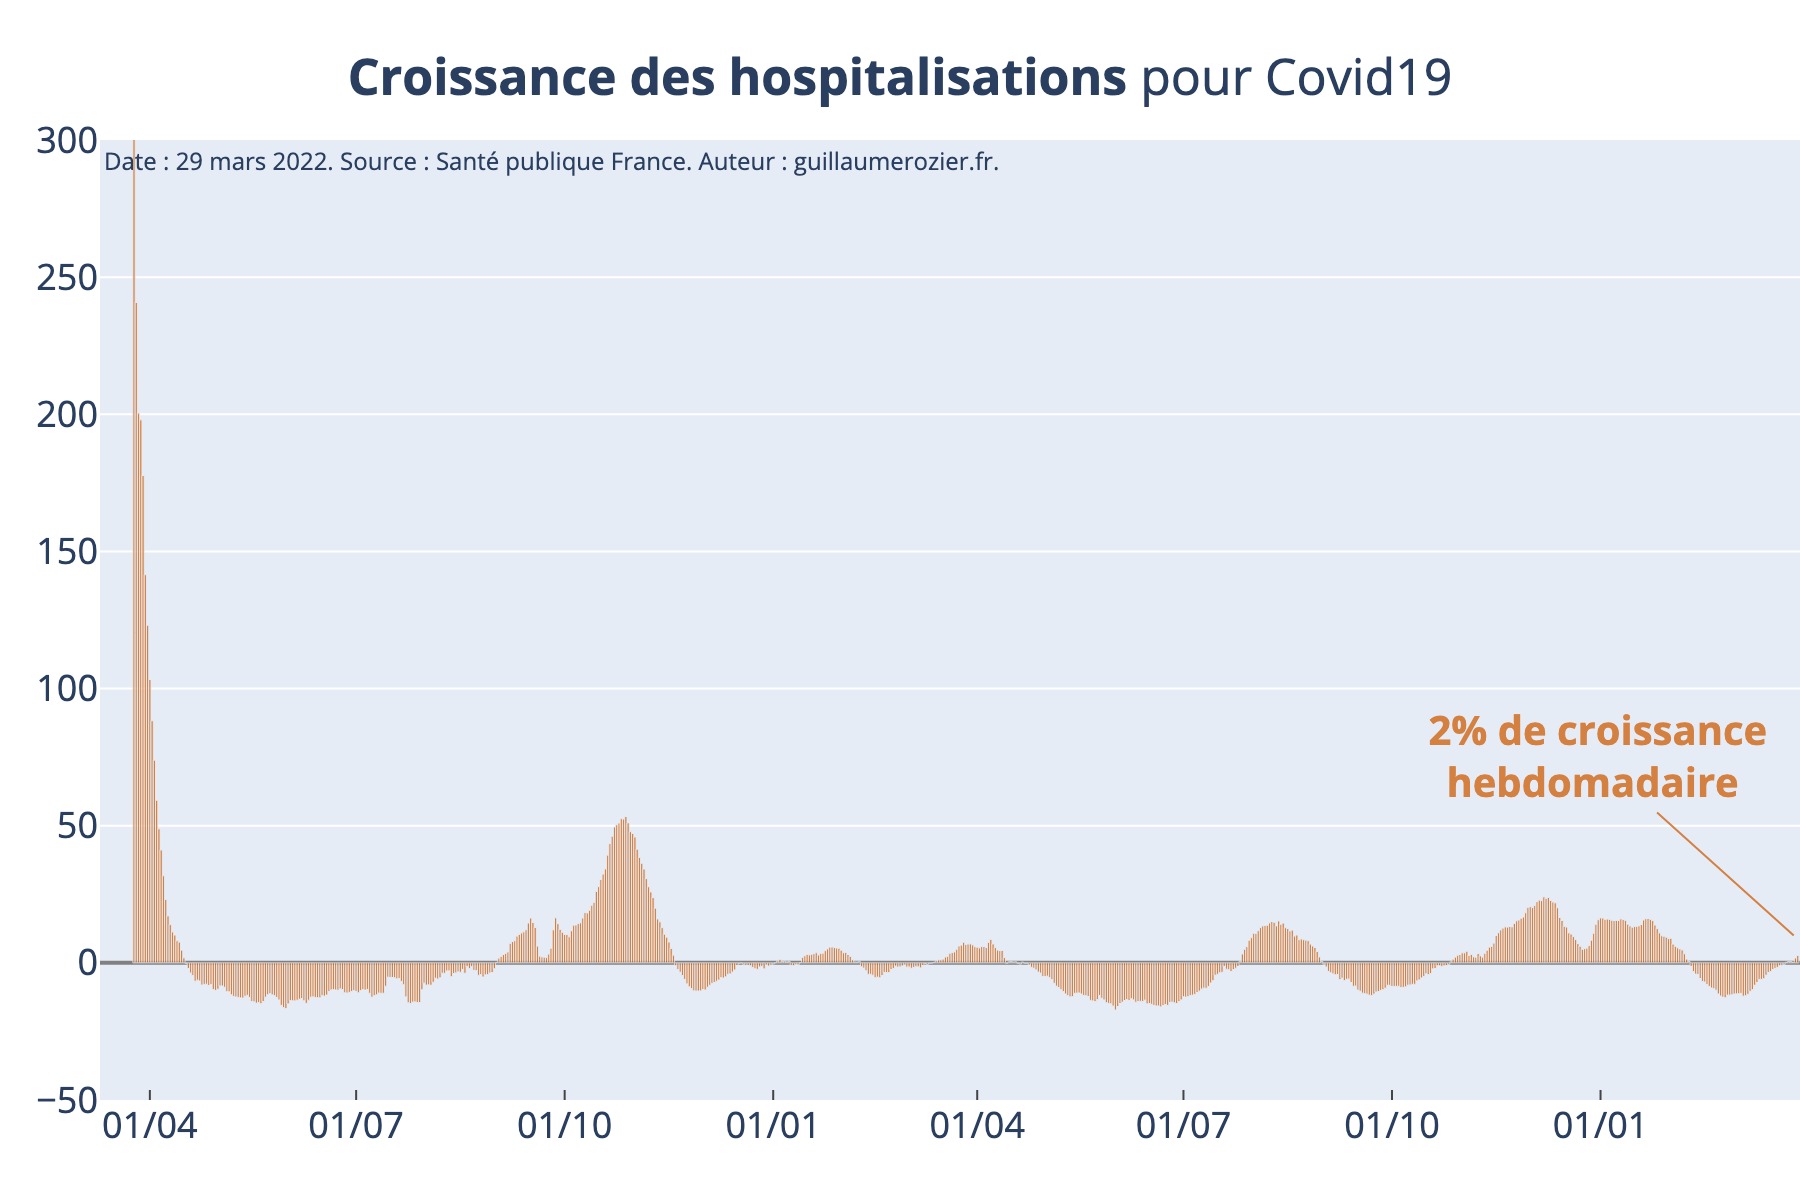 Croissance des hospitalisations pour Covid19
Date : 29 mars 2022. Source : Santé publique France. Auteur : guillaumerozier.fr.
300
250
200
150
100
50
0
−50
2% de croissance
hebdomadaire
01/04 01/07 01/10 01/01 01/04 01/07 01/10 01/01